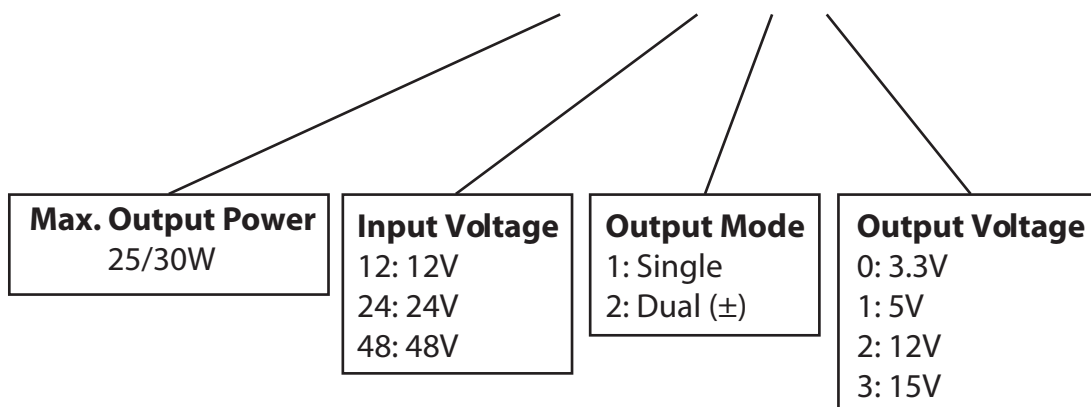 Max. Output Power
25/30W
Input Voltage
12: 12V
24: 24V
48: 48V
Output Mode
1: Single
2: Dual (±)
Output Voltage
0: 3.3V
1: 5V
2: 12V
3: 15V